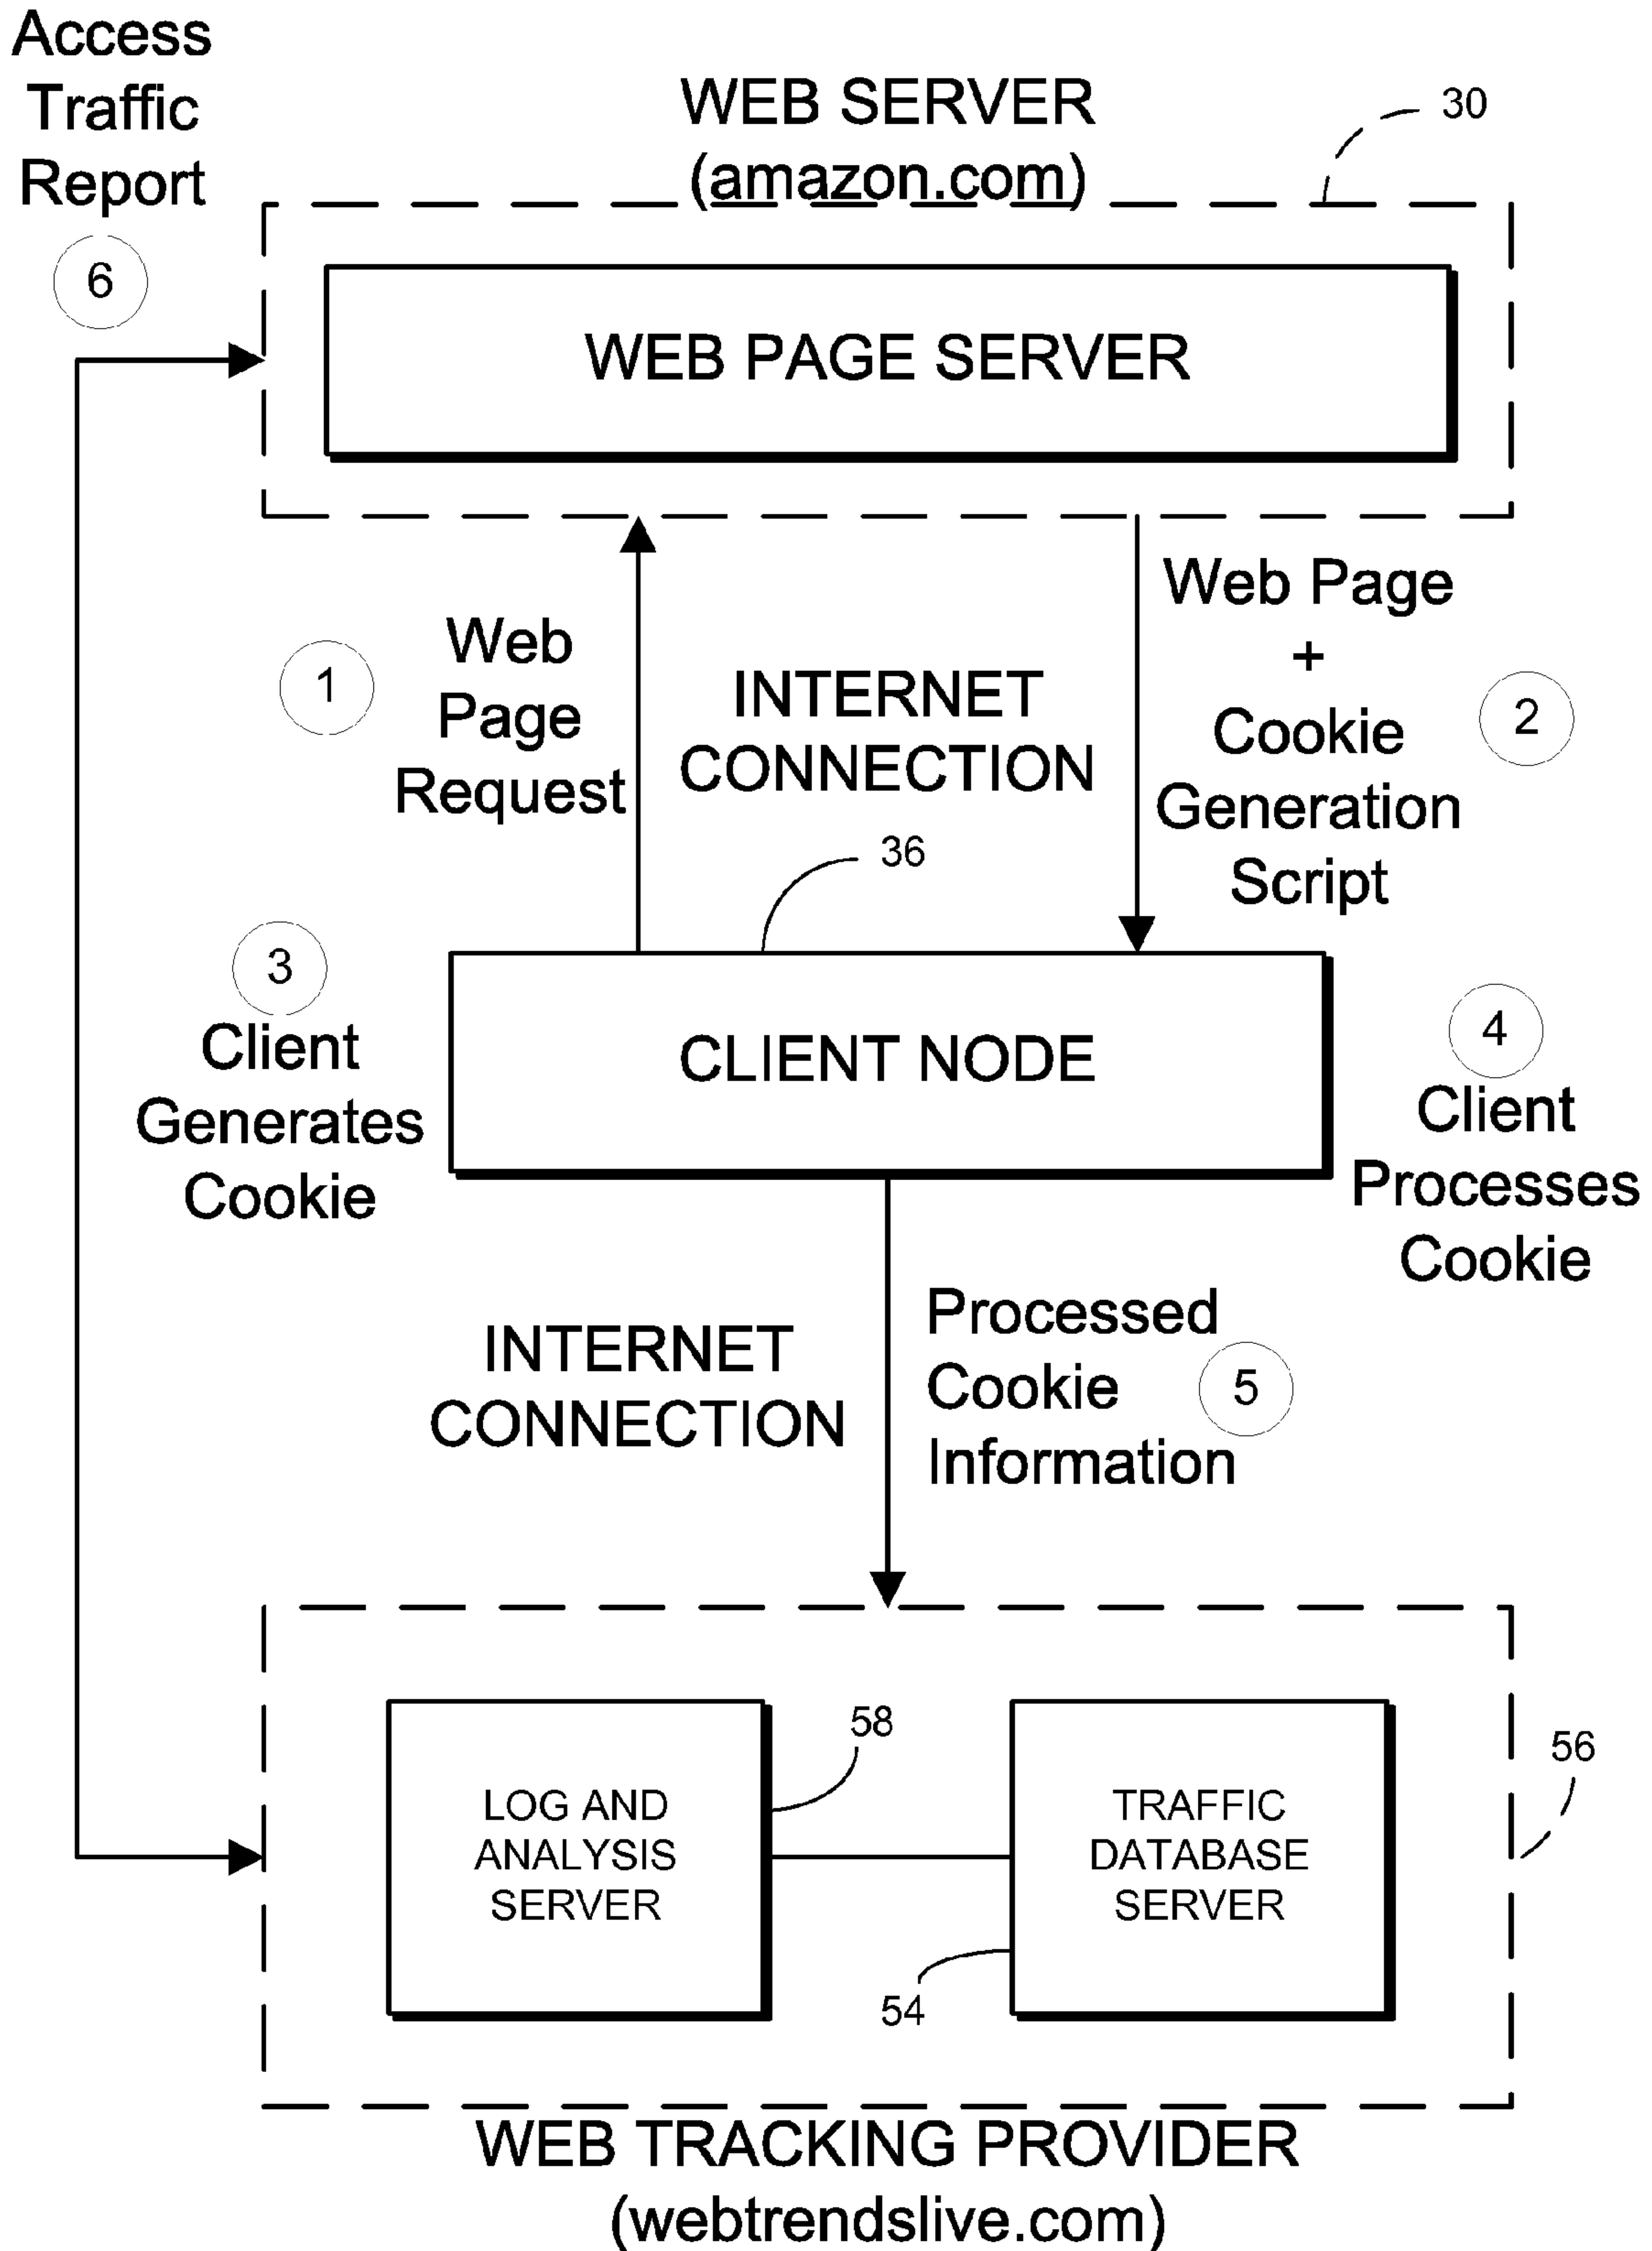 Access
Traffic
Report
6
WEB SERVER
(amazon.com)
30
WEB PAGE SERVER
1
Web
Page
Request
INTERNET
CONNECTION
Web Page
+
Cookie
Generation
Script
2
36
3
Client
Generates
Cookie
CLIENT NODE
4
Client
Processes
Cookie
INTERNET
CONNECTION
Processed
Cookie
Information
5
LOG AND
ANALYSIS
SERVER
58
TRAFFIC
DATABASE
SERVER
54
56
WEB TRACKING PROVIDER
(webtrendslive.com)